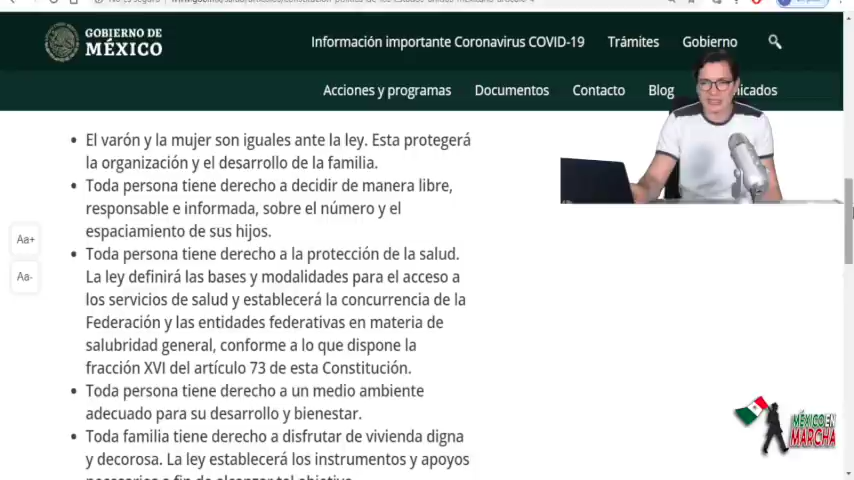 GOBIERNO DE
MÉXICO
Información importante Coronavirus COVID-19
Trámites
Gobierno
Acciones y programas
Documentos
Contacto
Blog
Aa+
Aa-
El varón y la mujer son iguales ante la ley. Esta protegerá
la organización y el desarrollo de la familia.
Toda persona tiene derecho a decidir de manera libre,
responsable e informada, sobre el número y el
espaciamiento de sus hijos.
Toda persona tiene derecho a la protección de la salud.
La ley definirá las bases y modalidades para el acceso a
los servicios de salud y establecerá la concurrencia de la
Federación y las entidades federativas en materia de
salubridad general, conforme a lo que dispone la
fracción XVI del artículo 73 de esta Constitución.
Toda persona tiene derecho a un medio ambiente
adecuado para su desarrollo y bienestar.
Toda familia tiene derecho a disfrutar de vivienda digna
y decorosa. La ley establecerá los instrumentos y apoyos
MÉXICO EN
MARCHA